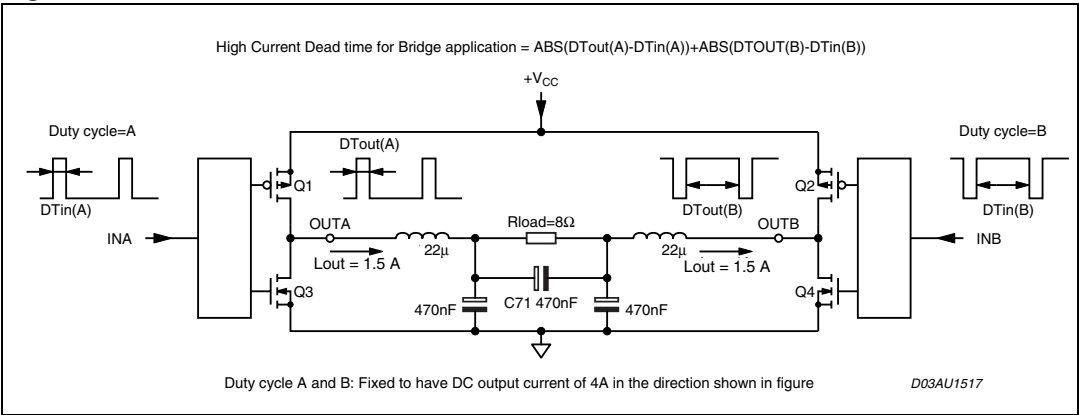 High Current Dead time for Bridge application = ABS(DTout(A)-DTin(A))+ABS(DTOUT(B)-DTin(B))
+VCC
Duty cycle=A
DTout(A)
Duty cycle=B
Q1
Q2
DTin(A)
DTout(B)
DTin(B)
INA
OUTA
Rload=8Ω
OUTB
INB
22μ
22μ
Lout = 1.5 A
Lout = 1.5 A
Q3
Q4
470nF
C71 470nF
470nF
Duty cycle A and B: Fixed to have DC output current of 4A in the direction shown in figure
D03AU1517